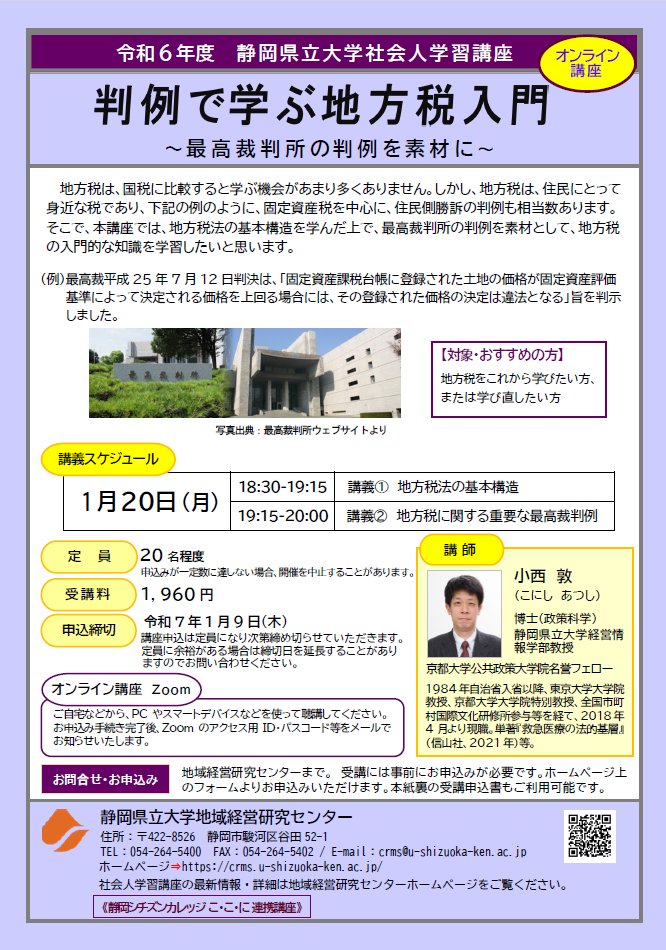 令和６年度　静岡県立大学社会人学習講座
オンライン
講座
判例で学ぶ地方税入門
～最高裁判所の判例を素材に～
地方税は、国税に比較すると学ぶ機会があまり多くありません。しかし、地方税は、住民にとって
身近な税であり、下記の例のように、固定資産税を中心に、住民側勝訴の判例も相当数あります。
そこで、本講座では、地方税法の基本構造を学んだ上で、最高裁判所の判例を素材として、地方税
の入門的な知識を学習したいと思います。
（例）最高裁平成 25 年 7 月 12 日判決は、「固定資産課税台帳に登録された土地の価格が固定資産評価
基準によって決定される価格を上回る場合には、その登録された価格の決定は違法となる」旨を判示
しました。
最高裁判所
【対象・おすすめの方】
地方税をこれから学びたい方、
または学び直したい方
写真出典：最高裁判所ウェブサイトより
講義スケジュール
1月20日（月）
18:30-19:15　講義①　地方税法の基本構造
19:15-20:00　講義②　地方税に関する重要な最高裁判例
定　員
20 名程度
申込みが一定数に達しない場合、開催を中止することがあります。
受講料
1,960 円
申込締切
令和７年１月９日（木）
講座申込は定員になり次第締め切らせていただきます。
定員に余裕がある場合は締切日を延長することがあり
ますのでお問い合わせください。
講 師
小西　敦
（こにし　あつし）
博士（政策科学）
静岡県立大学経営情
報学部教授
京都大学公共政策大学院名誉フェロー
1984年自治省入省以降、東京大学大学院
教授、京都大学大学院特別教授、全国市町
村国際文化研修所参与等を経て、2018年
4 月より現職。単著『救急医療の法的基層』
（信山社、2021年）等。
オンライン講座　Zoom
ご自宅などから、PC やスマートデバイスなどを使って聴講してください。
お申込み手続き完了後、Zoom のアクセス用 ID・パスコード等をメールで
お知らせいたします。
お問合せ・お申込み
地域経営研究センターまで。　受講には事前にお申込みが必要です。ホームページ上
のフォームよりお申込みいただけます。本紙裏の受講申込書もご利用可能です。
静岡県立大学地域経営研究センター
住所：〒422-8526　静岡市駿河区谷田 52-1
TEL：054-264-5400　FAX：054-264-5402 / E-mail：crms@u-shizuoka-ken.ac.jp
ホームページ⇒https://crms.u-shizuoka-ken.ac.jp/
社会人学習講座の最新情報・詳細は地域経営研究センターホームページをご覧ください。
《静岡シチズンカレッジ こ・こ・に 連携講座》